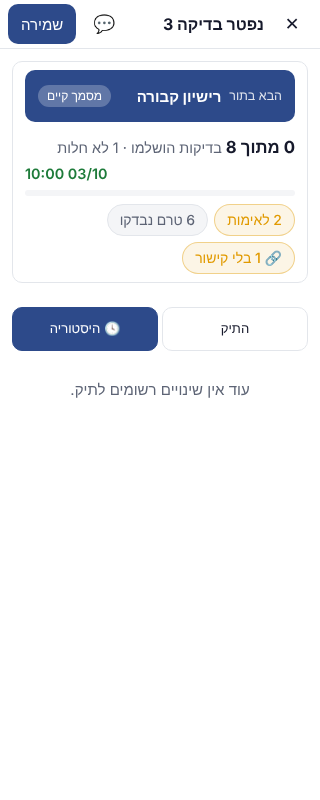 ✕ נפטר בדיקה 3 💬 שמירה
הבא בתור רישיון קבורה מסמך קיים
0 מתוך 8 בדיקות הושלמו · 1 לא חלות
10:00 03/10
2 לאימות 6 טרם נבדקו
🔗 1 בלי קישור
התיק 🕓 היסטוריה
עוד אין שינויים רשומים לתיק.